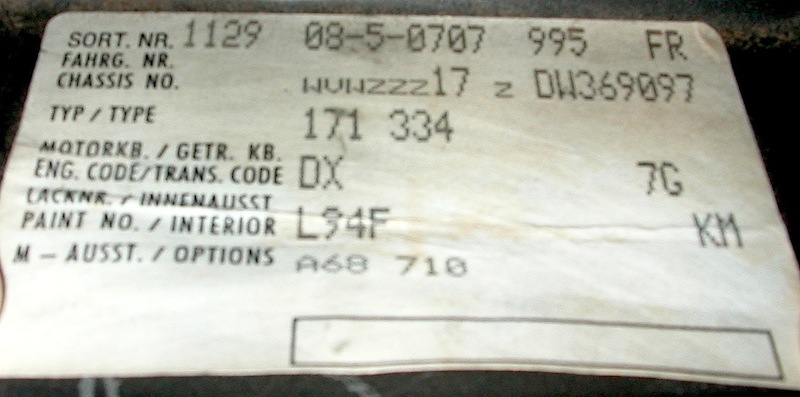 SORT. NR. 1129 08-5-0707 995 FR
FAHRG. NR.
CHASSIS NO. WVWZZZ17 Z DW369097
TYP / TYPE 171 334
MOTORKB. / GETR. KB.
ENG. CODE/TRANS. CODE DX 7G
LACKNR. / INNENAUSST
PAINT NO. / INTERIOR L94F KM
M - AUSST. / OPTIONS A68 710